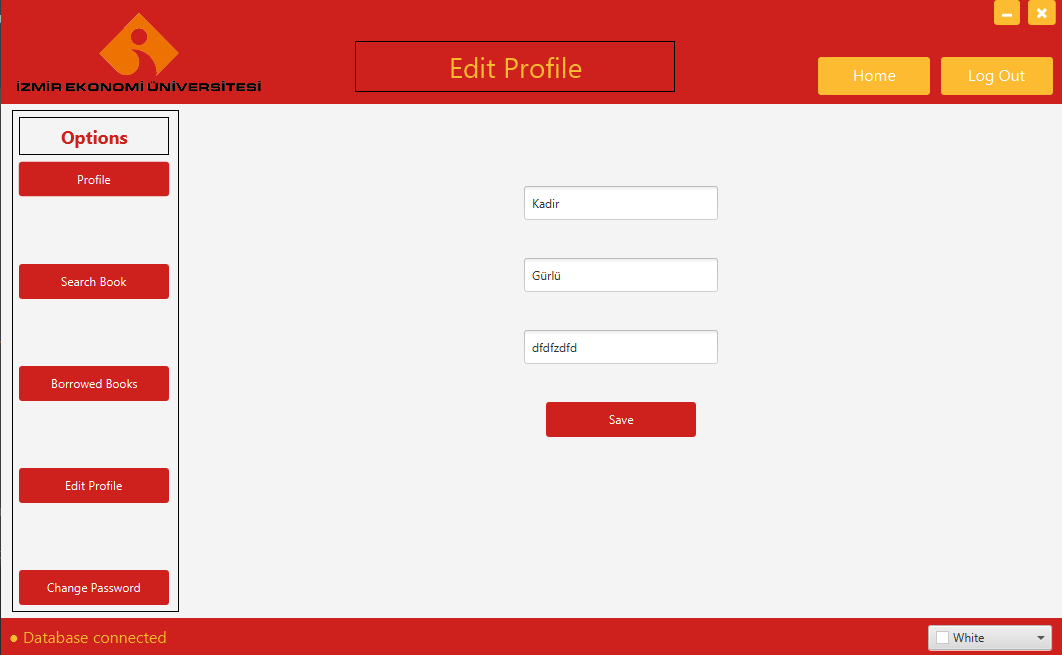 İZMİR EKONOMİ ÜNİVERSİTESİ
Edit Profile
Home
Log Out
Options
Profile
Search Book
Borrowed Books
Edit Profile
Change Password
Kadir
Gürlü
dfdfzdfd
Save
Database connected
White